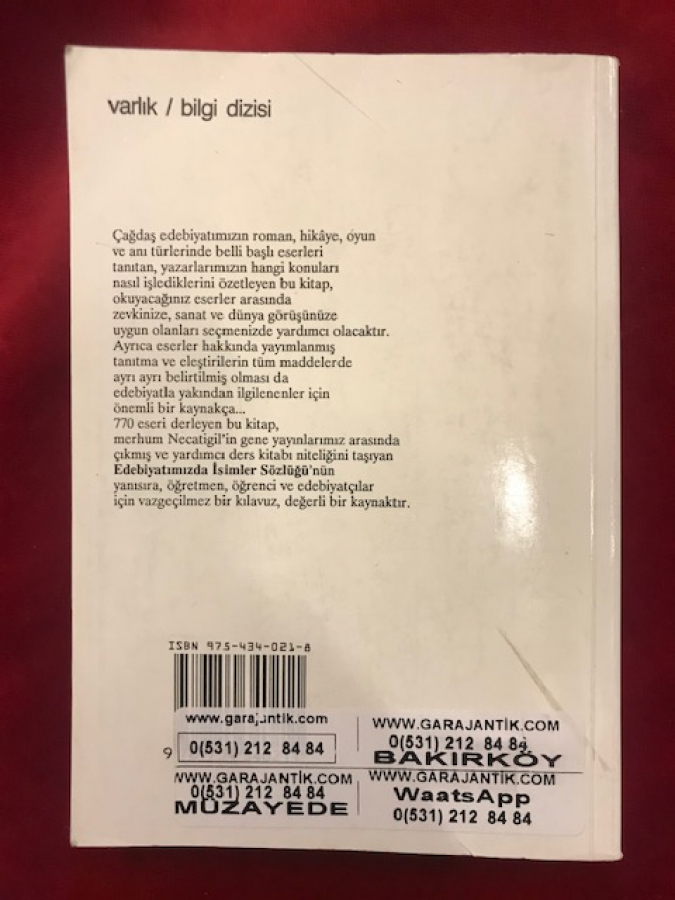 varlık / bilgi dizisi
Çağdaş edebiyatımızın roman, hikâye, oyun
ve anı türlerinde belli başlı eserleri
tanıtan, yazarlarımızın hangi konuları
nasıl işlediklerini özetleyen bu kitap,
okuyacağınız eserler arasında
zevkinize, sanat ve dünya görüşünüze
uygun olanları seçmenizde yardımcı olacaktır.
Ayrıca eserler hakkında yayımlanmış
tanıtma ve eleştirilerin tüm maddelerde
ayrı ayrı belirtilmiş olması da
edebiyatla yakından ilgilenenler için
önemli bir kaynakça...
770 eseri derleyen bu kitap,
merhum Necatigil'in gene yayınlarımız arasında
çıkmış ve yardımcı ders kitabı niteliğini taşıyan
Edebiyatımızda İsimler Sözlüğü'nün
yanısıra, öğretmen, öğrenci ve edebiyatçılar
için vazgeçilmez bir kılavuz, değerli bir kaynaktır.
ISBN 975-434-021-8
9
www.garajantik.com
0(531) 212 84 84
WWW.GARAJANTİK.COM
0(531) 212 84 84
BAKIRKÖY
WWW.GARAJANTİK.COM
0(531) 212 84 84
MÜZAYEDE
WWW.GARAJANTİK.COM
WaatsApp
0(531) 212 84 84